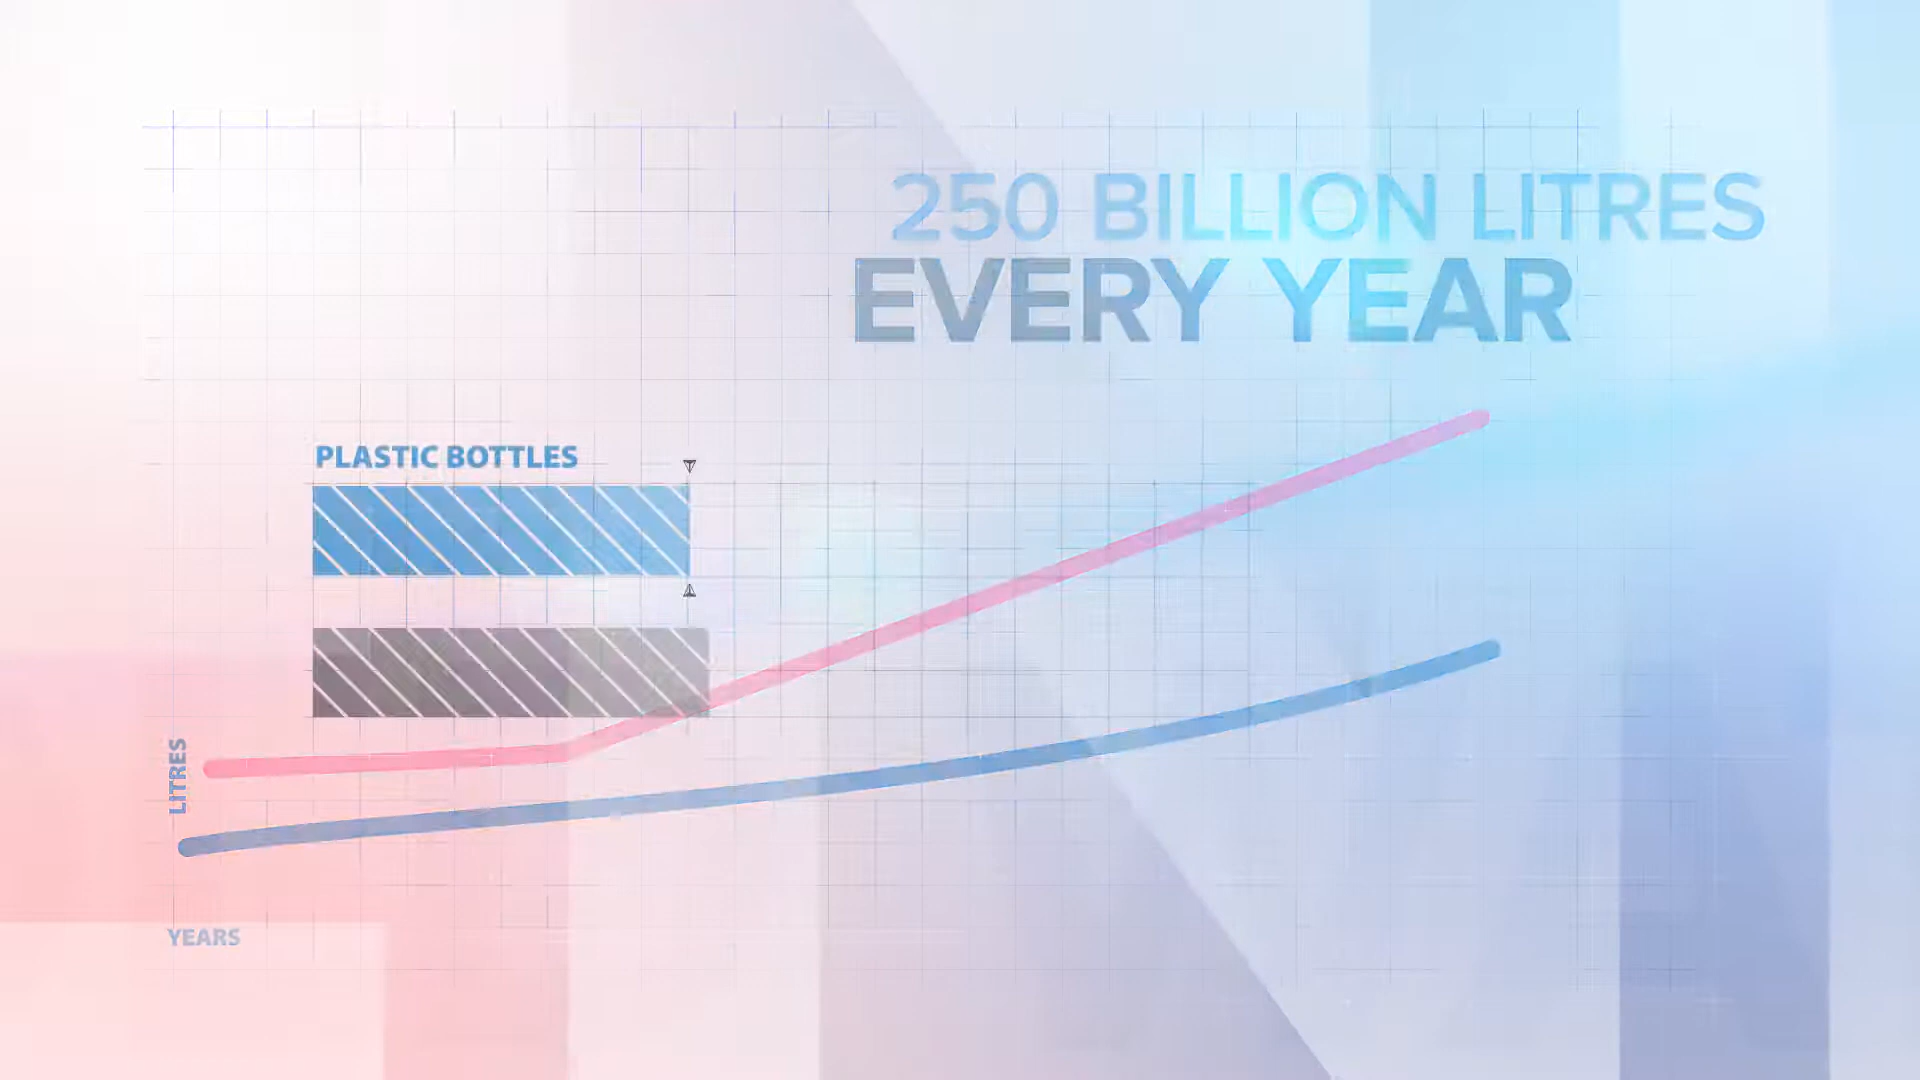 250 BILLION LITRES
EVERY YEAR
PLASTIC BOTTLES
LITRES
YEARS